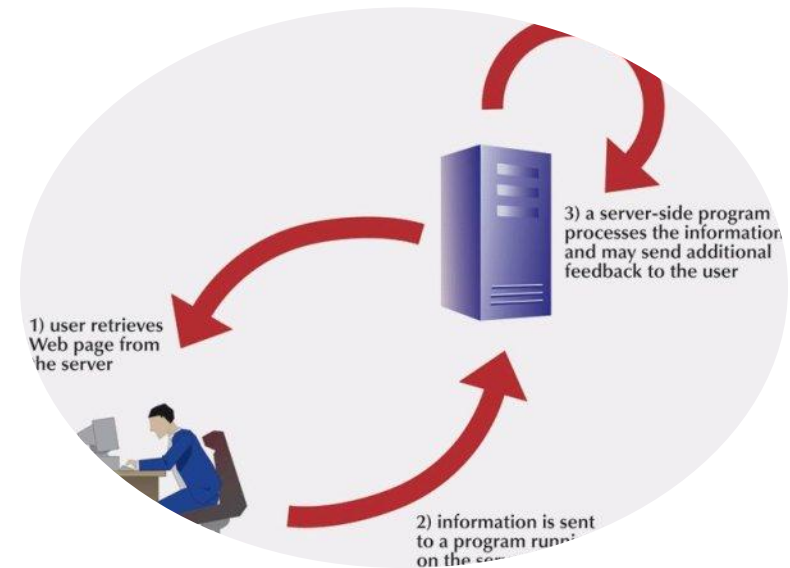 1) user retrieves
Web page from
the server
2) information is sent
to a program
on the
3) a server-side program
processes the information
and may send additional
feedback to the user